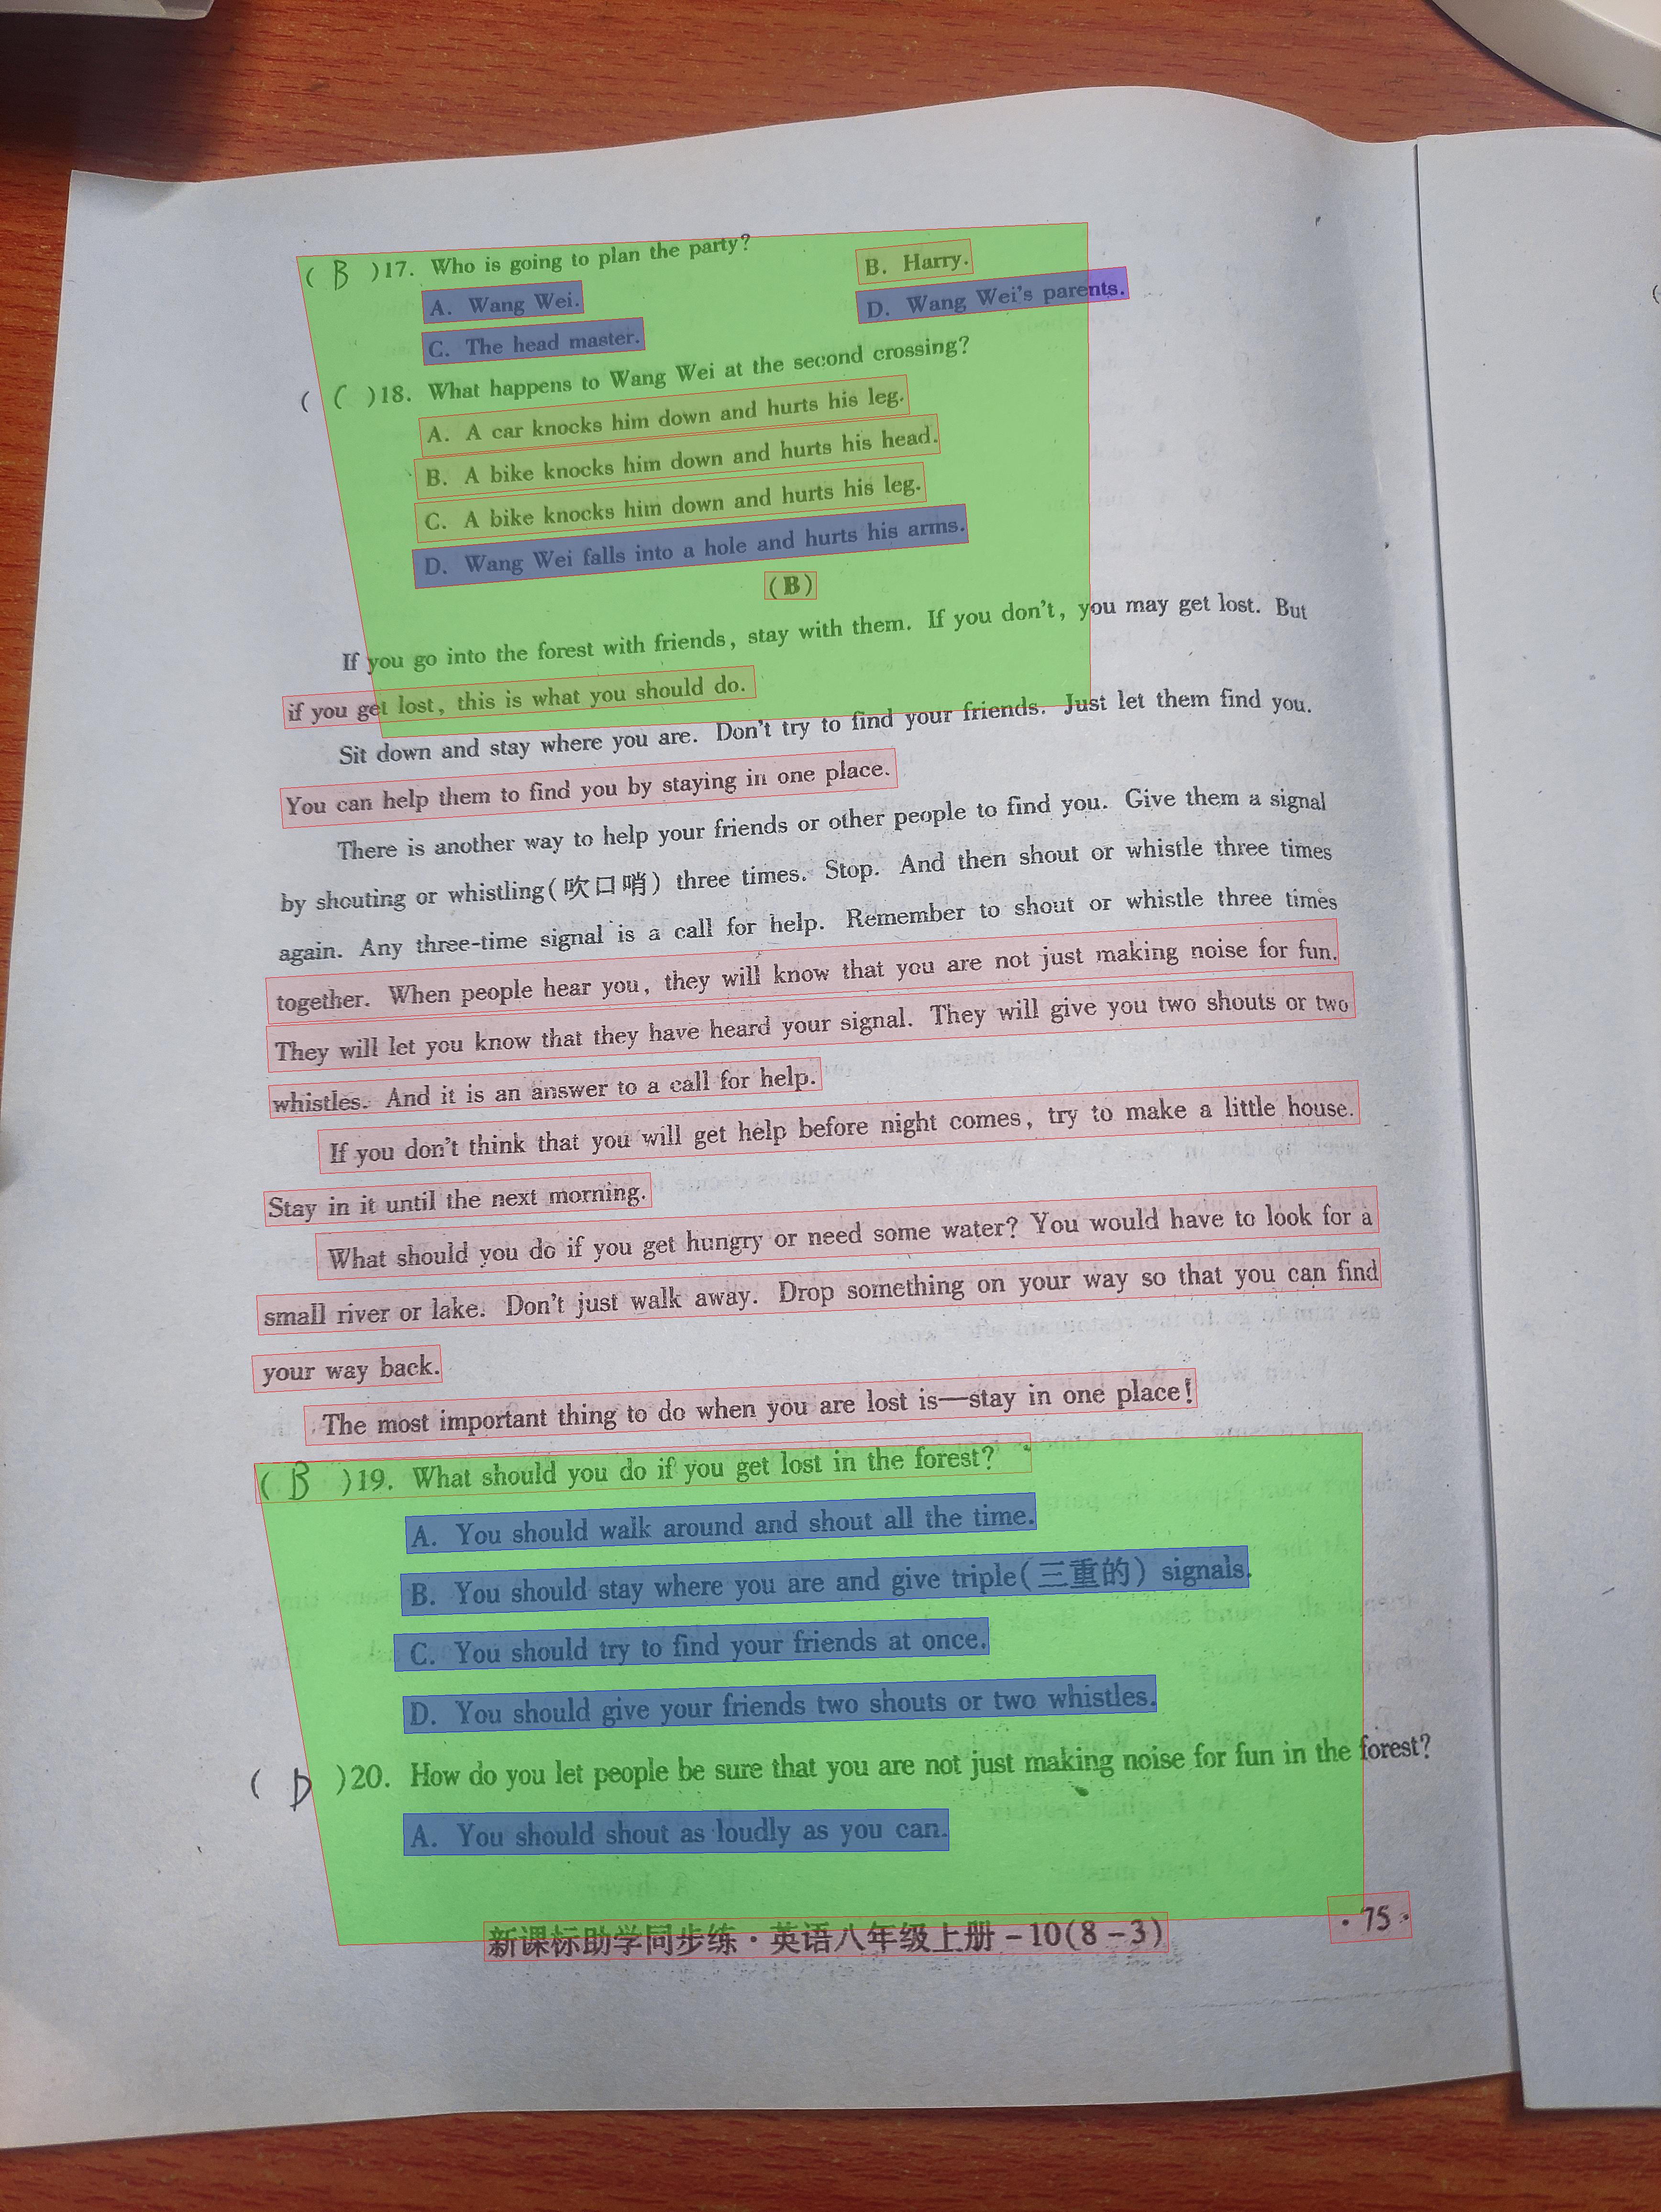 ( B )17. Who is going to plan the party?
A. Wang Wei. B. Harry.
C. The head master. D. Wang Wei's parents.
( C )18. What happens to Wang Wei at the second crossing?
A. A car knocks him down and hurts his leg.
B. A bike knocks him down and hurts his head.
C. A bike knocks him down and hurts his leg.
D. Wang Wei falls into a hole and hurts his arms.
(B)
If you go into the forest with friends, stay with them. If you don't, you may get lost. But
if you get lost, this is what you should do.
Sit down and stay where you are. Don't try to find your friends. Just let them find you.
You can help them to find you by staying in one place.
There is another way to help your friends or other people to find you. Give them a signal
by shouting or whistling(吹口哨) three times. Stop. And then shout or whistle three times
again. Any three-time signal is a call for help. Remember to shout or whistle three times
together. When people hear you, they will know that you are not just making noise for fun.
They will let you know that they have heard your signal. They will give you two shouts or two
whistles. And it is an answer to a call for help.
If you don't think that you will get help before night comes, try to make a little house.
Stay in it until the next morning.
What should you do if you get hungry or need some water? You would have to look for a
small river or lake. Don't just walk away. Drop something on your way so that you can find
your way back.
The most important thing to do when you are lost is—stay in one place!
( B )19. What should you do if you get lost in the forest?
A. You should walk around and shout all the time.
B. You should stay where you are and give triple(三重的) signals.
C. You should try to find your friends at once.
D. You should give your friends two shouts or two whistles.
( D )20. How do you let people be sure that you are not just making noise for fun in the forest?
A. You should shout as loudly as you can.
新课标助学同步练·英语八年级上册-10(8-3) ·75·